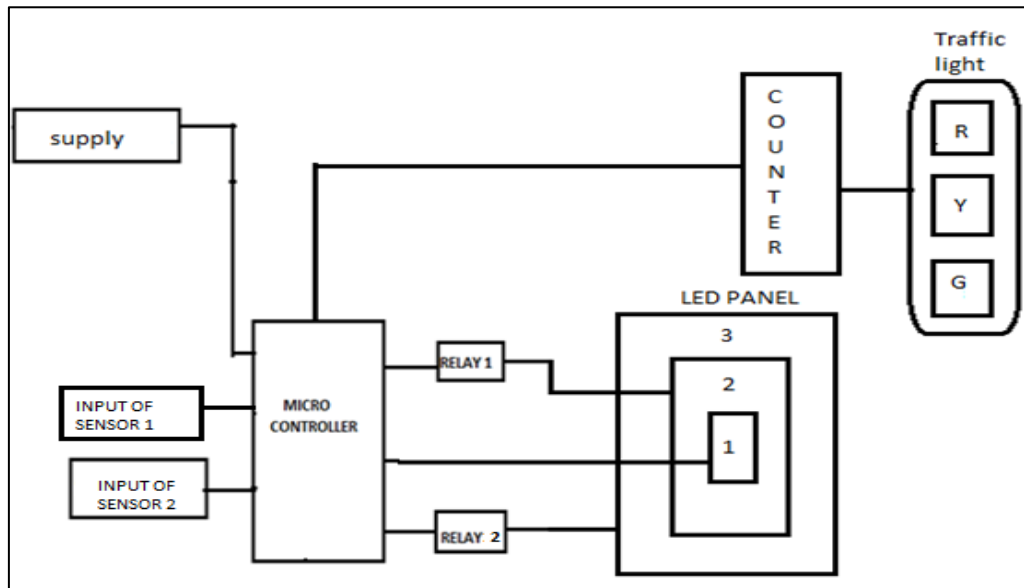 Traffic
light
R
Y
G
C
O
U
N
T
E
R
supply
LED PANEL
3
2
1
RELAY 1
MICRO
CONTROLLER
INPUT OF
SENSOR 1
INPUT OF
SENSOR 2
RELAY 2